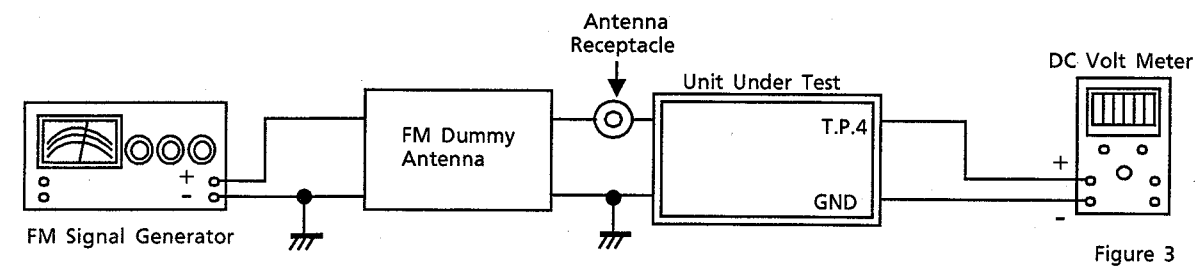 Antenna
Receptacle
DC Volt Meter
Unit Under Test
FM Dummy
Antenna
T.P.4
+
-
GND
+
-
FM Signal Generator
Figure 3